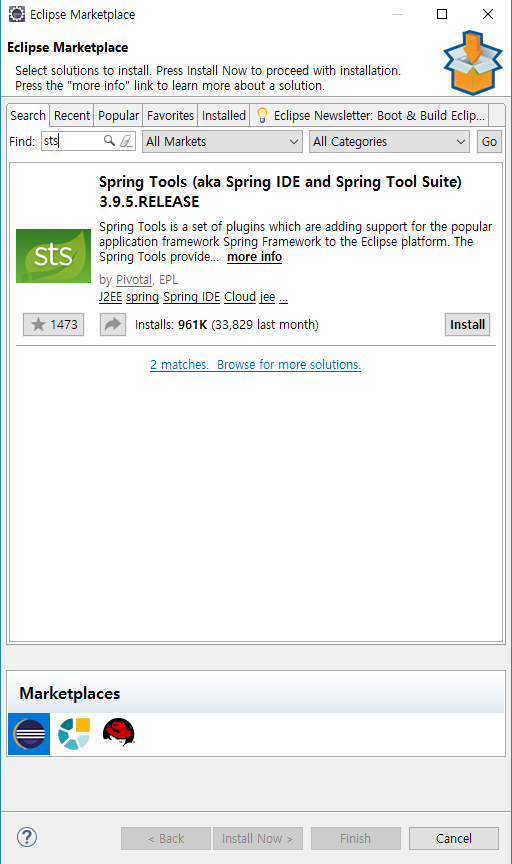 Eclipse Marketplace
Eclipse Marketplace
Select solutions to install. Press Install Now to proceed with installation.
Press the "more info" link to learn more about a solution.
Search Recent Popular Favorites Installed Eclipse Newsletter: Boot & Build Eclip...
Find: sts All Markets All Categories Go
Spring Tools (aka Spring IDE and Spring Tool Suite)
3.9.5.RELEASE
Spring Tools is a set of plugins which are adding support for the popular
application framework Spring Framework to the Eclipse platform. The
Spring Tools provide... more info
sts
by Pivotal, EPL
J2EE spring Spring IDE Cloud jee ...
1473 Installs: 961K (33,829 last month) Install
2 matches. Browse for more solutions.
Marketplaces
? < Back Install Now > Finish Cancel